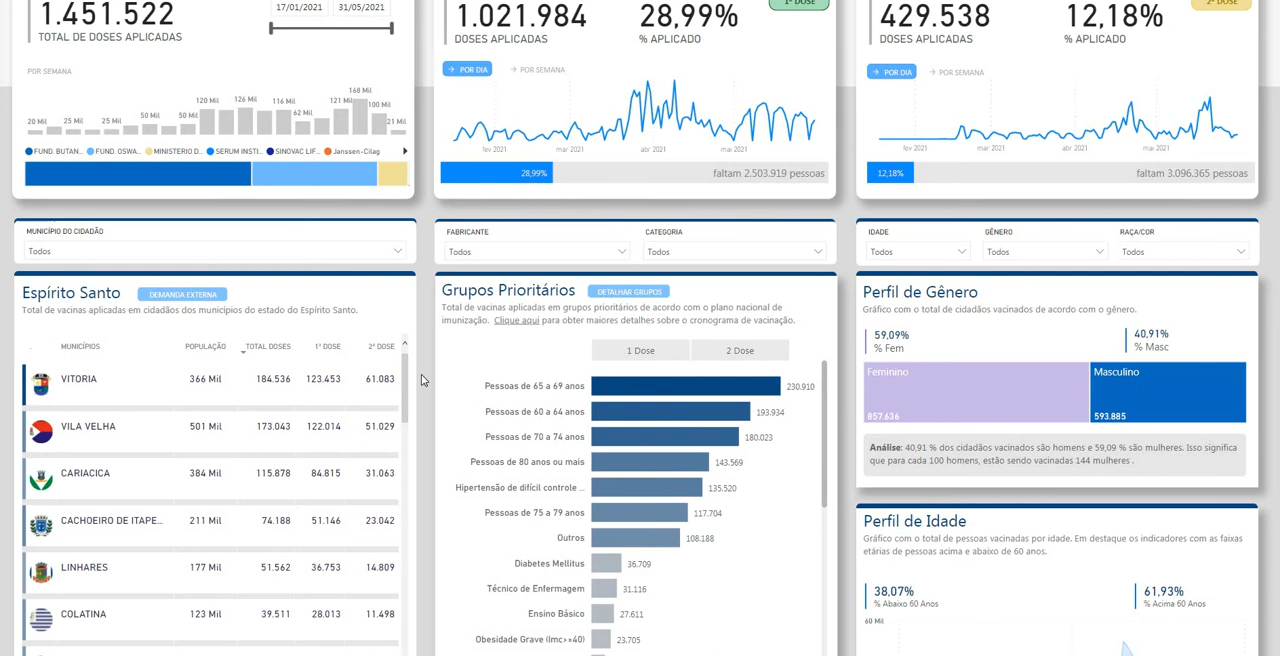 1.451.522
TOTAL DE DOSES APLICADAS
17/01/2021
31/05/2021
POR SEMANA
20 Mil
25 Mil
25 Mil
50 Mil
50 Mil
120 Mil
126 Mil
116 Mil
62 Mil
121 Mil
168 Mil
100 Mil
21 Mil
FUND. BUTAN...
FUND. OSWA...
MINISTERIO D...
SERUM INSTI...
SINOVAC LIF...
Janssen-Cilag
1.021.984
DOSES APLICADAS
28,99%
% APLICADO
1ª DOSE
→ POR DIA
→ POR SEMANA
fev 2021
mar 2021
abr 2021
mai 2021
28,99%
faltam 2.503.919 pessoas
429.538
DOSES APLICADAS
12,18%
% APLICADO
2ª DOSE
→ POR DIA
→ POR SEMANA
fev 2021
mar 2021
abr 2021
mai 2021
12,18%
faltam 3.096.365 pessoas
MUNICÍPIO DO CIDADÃO
Todos
FABRICANTE
Todos
CATEGORIA
Todos
IDADE
Todos
GÊNERO
Todos
RAÇA/COR
Todos
Espírito Santo
DEMANDA EXTERNA
Total de vacinas aplicadas em cidadãos dos municípios do estado do Espírito Santo.
MUNICÍPIOS POPULAÇÃO TOTAL DOSES 1ª DOSE 2ª DOSE
VITORIA 366 Mil 184.536 123.453 61.083
VILA VELHA 501 Mil 173.043 122.014 51.029
CARIACICA 384 Mil 115.878 84.815 31.063
CACHOEIRO DE ITAPE... 211 Mil 74.188 51.146 23.042
LINHARES 177 Mil 51.562 36.753 14.809
COLATINA 123 Mil 39.511 28.013 11.498
Grupos Prioritários
DETALHAR GRUPOS
Total de vacinas aplicadas em grupos prioritários de acordo com o plano nacional de
imunização. Clique aqui para obter maiores detalhes sobre o cronograma de vacinação.
1 Dose
2 Dose
Pessoas de 65 a 69 anos 230.910
Pessoas de 60 a 64 anos 193.934
Pessoas de 70 a 74 anos 180.023
Pessoas de 80 anos ou mais 143.569
Hipertensão de difícil controle ... 135.520
Pessoas de 75 a 79 anos 117.704
Outros 108.188
Diabetes Mellitus 36.709
Técnico de Enfermagem 31.116
Ensino Básico 27.611
Obesidade Grave (Imc>=40) 23.705
Perfil de Gênero
Gráfico com o total de cidadãos vacinados de acordo com o gênero.
59,09%
% Fem
40,91%
% Masc
Feminino
857.636
Masculino
593.885
Análise: 40,91 % dos cidadãos vacinados são homens e 59,09 % são mulheres. Isso significa
que para cada 100 homens, estão sendo vacinadas 144 mulheres .
Perfil de Idade
Gráfico com o total de pessoas vacinadas por idade. Em destaque os indicadores com as faixas
etárias de pessoas acima e abaixo de 60 anos.
38,07%
% Abaixo 60 Anos
61,93%
% Acima 60 Anos
60 Mil